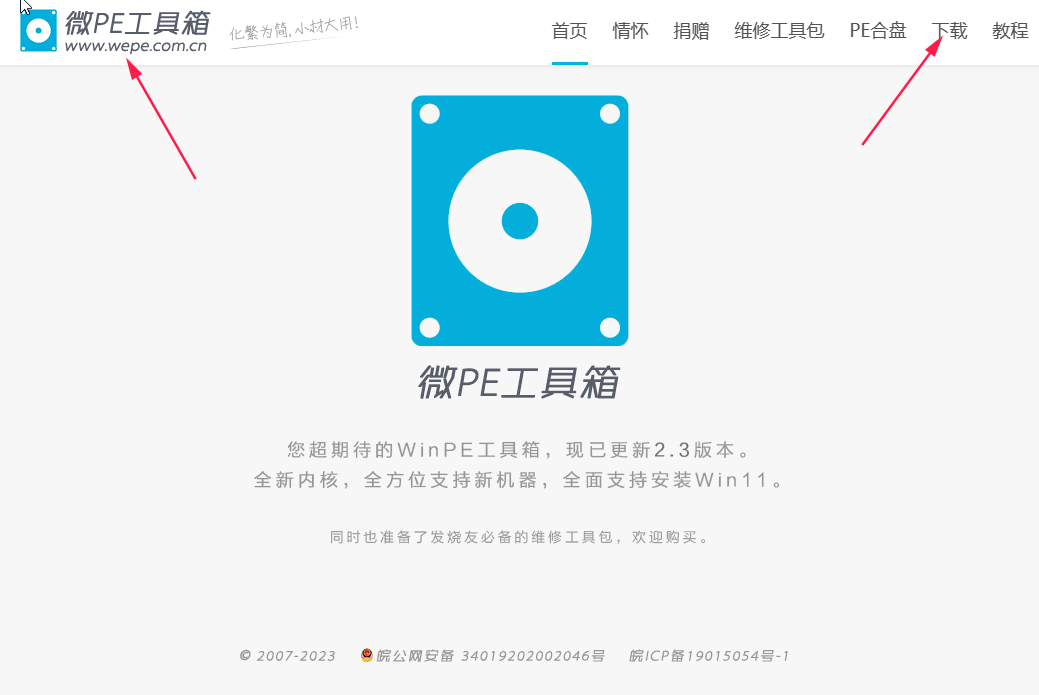 微PE工具箱
www.wepe.com.cn
化繁为简,小材大用!
首页 情怀 捐赠 维修工具包 PE合盘 下载 教程
微PE工具箱
您超期待的WinPE工具箱，现已更新2.3版本。
全新内核，全方位支持新机器，全面支持安装Win11。
同时也准备了发烧友必备的维修工具包，欢迎购买。
© 2007-2023 皖公网安备 34019202002046号 皖ICP备19015054号-1